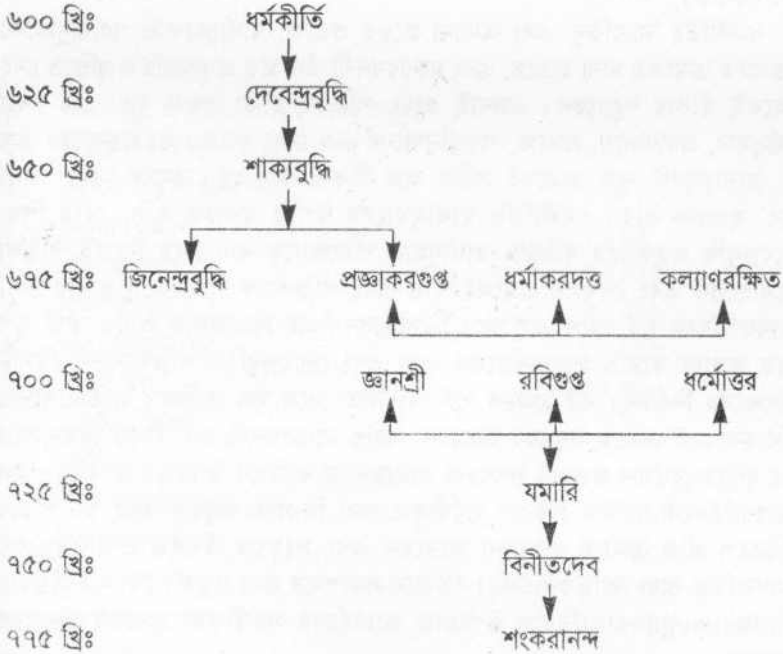 ৬০০ খ্রিঃ ধর্মকীর্তি
৬২৫ খ্রিঃ দেবেন্দ্রবুদ্ধি
৬৫০ খ্রিঃ শাক্যবুদ্ধি
৬৭৫ খ্রিঃ জিনেন্দ্রবুদ্ধি প্রজ্ঞাকরগুপ্ত ধর্মাকরদত্ত কল্যাণরক্ষিত
৭০০ খ্রিঃ জ্ঞানশ্রী রবিগুপ্ত ধর্মোত্তর
৭২৫ খ্রিঃ যমারি
৭৫০ খ্রিঃ বিনীতদেব
৭৭৫ খ্রিঃ শংকরানন্দ